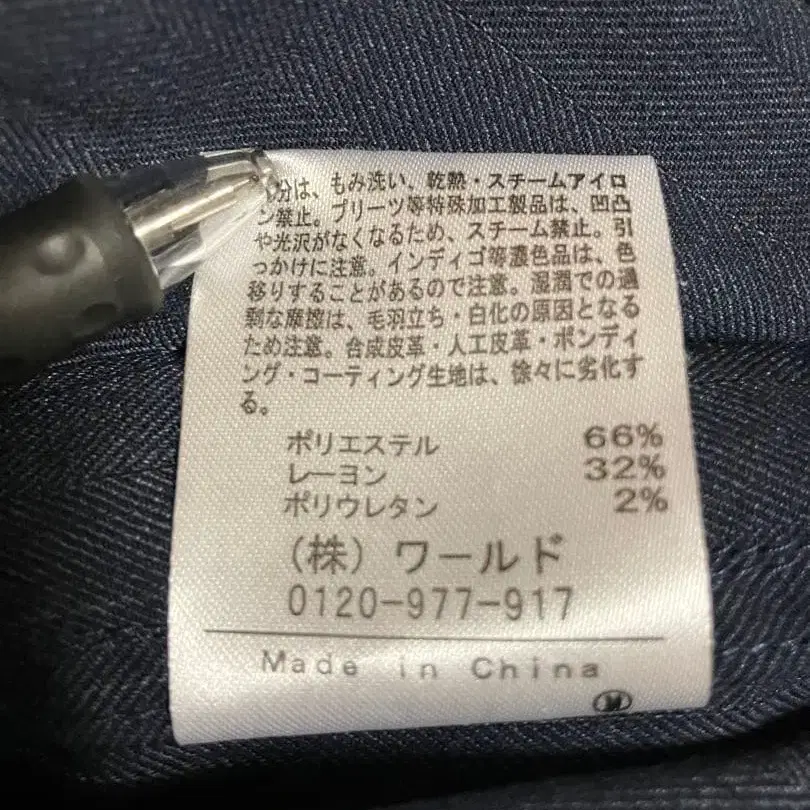 分は、もみ洗い、乾熱・スチームアイロ
ン禁止。プリーツ等特殊加工製品は、凹凸
や光沢がなくなるため、スチーム禁止。引
っかけに注意。インディゴ等濃色品は、色
移りすることがあるので注意。湿潤での過
剰な摩擦は、毛羽立ち・白化の原因となる
ため注意。合成皮革・人工皮革・ボンディ
ング・コーティング生地は、徐々に劣化す
る。
ポリエステル 66%
レーヨン 32%
ポリウレタン 2%
(株) ワールド
0120-977-917
Made in China
M